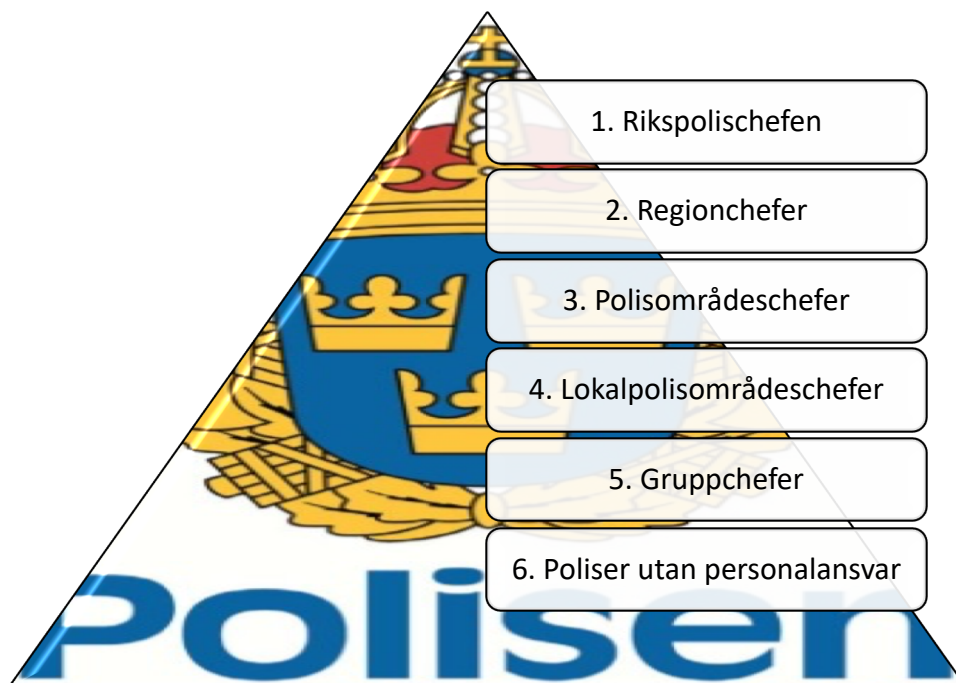 1. Rikspolischefen
2. Regionchefer
3. Polisområdeschefer
4. Lokalpolisområdeschefer
5. Gruppchefer
6. Poliser utan personalansvar
Polisen